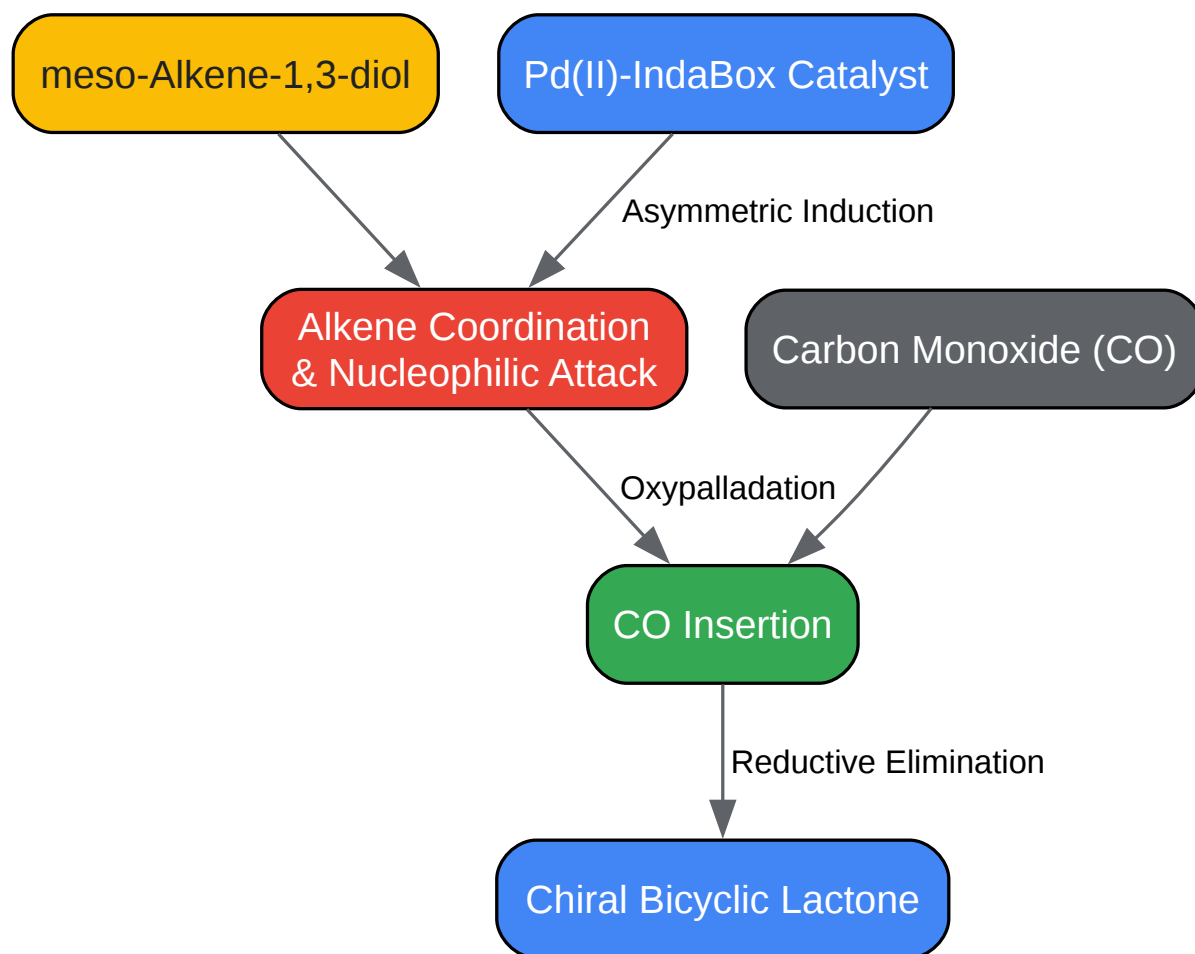 meso-Alkene-1,3-diol
Pd(II)-IndaBox Catalyst
Asymmetric Induction
Alkene Coordination
& Nucleophilic Attack
Carbon Monoxide (CO)
Oxypalladation
CO Insertion
Reductive Elimination
Chiral Bicyclic Lactone